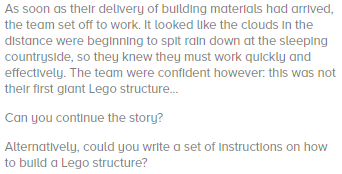 As soon as their delivery of building materials had arrived,
the team set off to work. It looked like the clouds in the
distance were beginning to spit rain down at the sleeping
countryside, so they knew they must work quickly and
effectively. The team were confident however: this was not
their first giant Lego structure...
Can you continue the story?
Alternatively, could you write a set of instructions on how
to build a Lego structure?